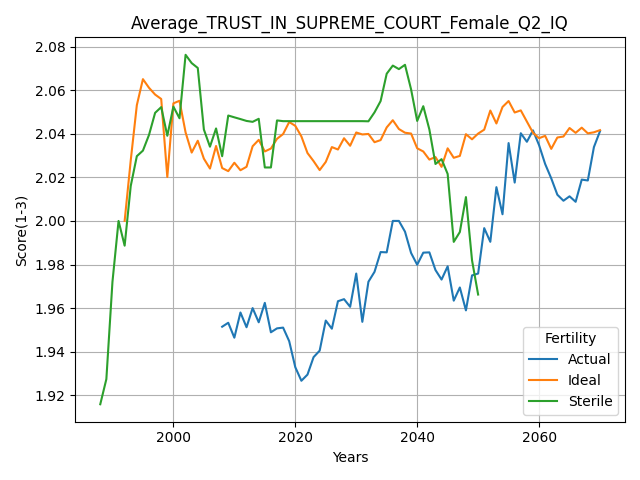 Average_TRUST_IN_SUPREME_COURT_Female_Q2_IQ
Score(1-3)
2.08
2.06
2.04
2.02
2.00
1.98
1.96
1.94
1.92
Fertility
Actual
Ideal
Sterile
2000
2020
2040
2060
Years